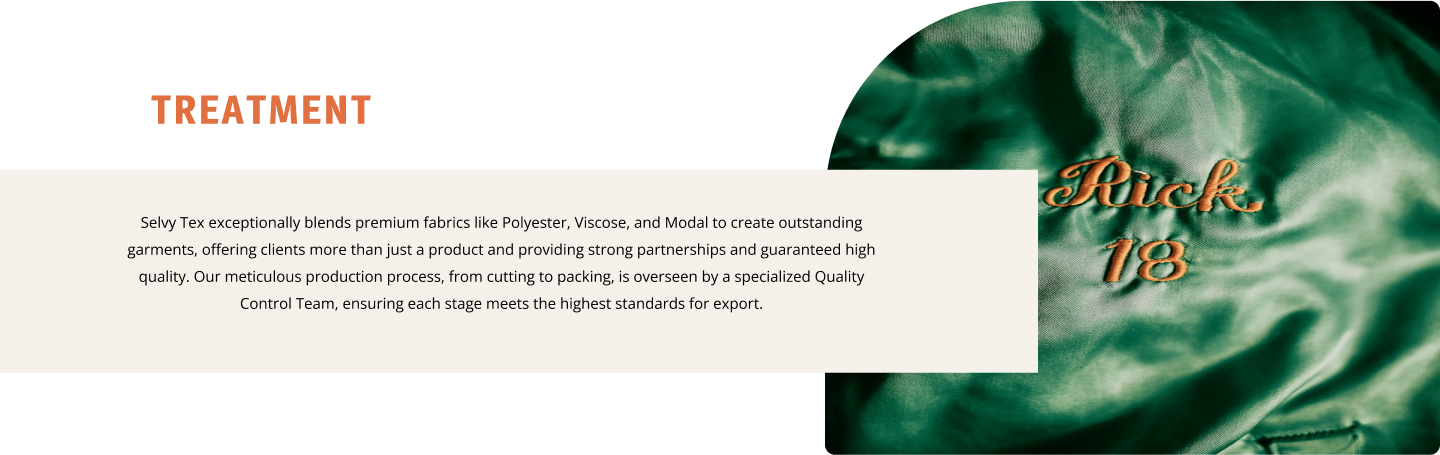 TREATMENT
Selvy Tex exceptionally blends premium fabrics like Polyester, Viscose, and Modal to create outstanding
garments, offering clients more than just a product and providing strong partnerships and guaranteed high
quality. Our meticulous production process, from cutting to packing, is overseen by a specialized Quality
Control Team, ensuring each stage meets the highest standards for export.
Rick
18